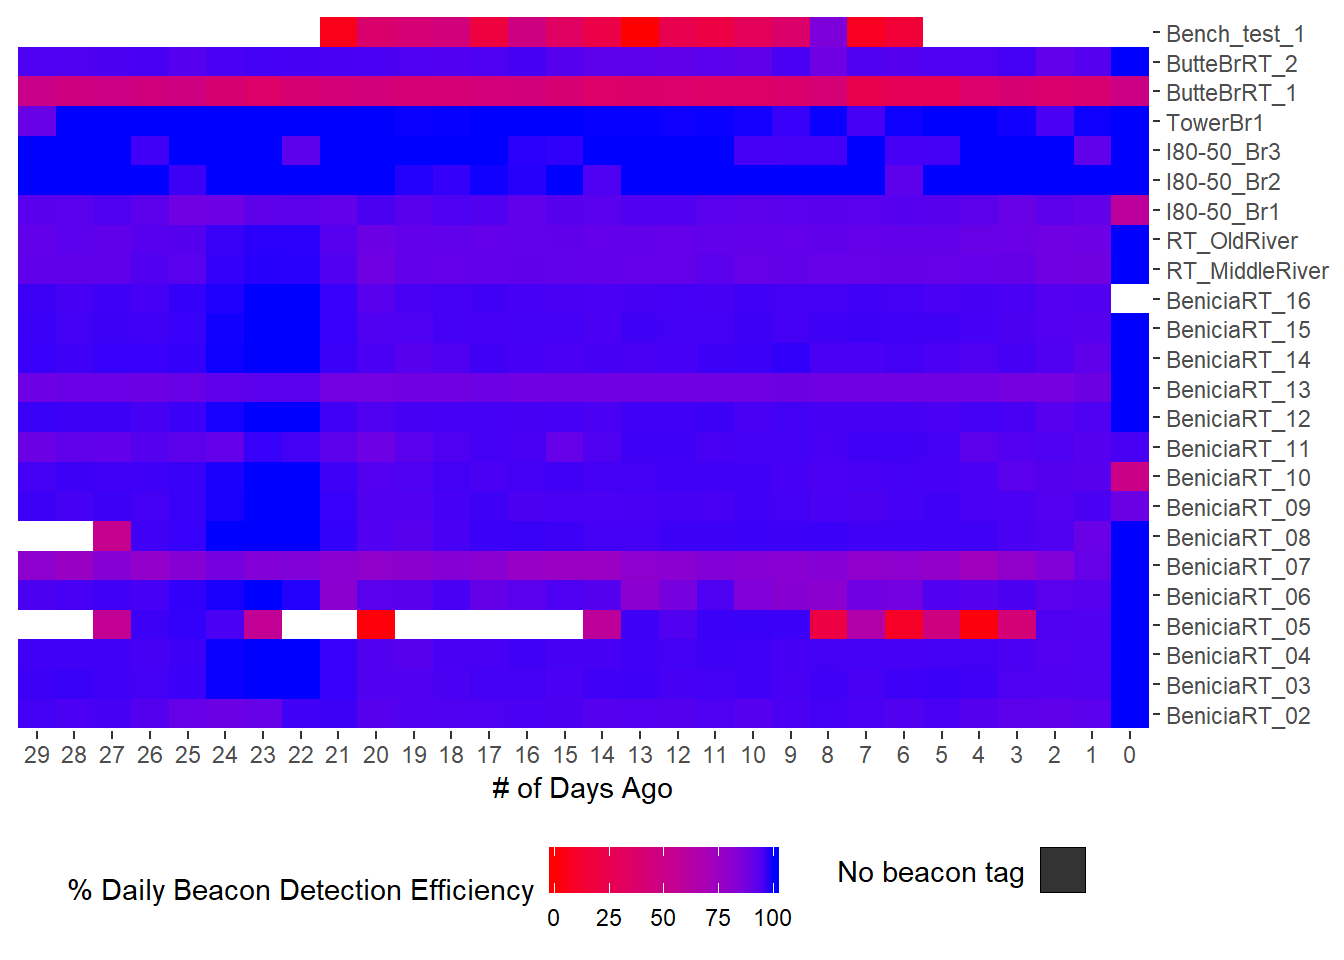 Bench_test_1
ButteBrRT_2
ButteBrRT_1
TowerBr1
I80-50_Br3
I80-50_Br2
I80-50_Br1
RT_OldRiver
RT_MiddleRiver
BeniciaRT_16
BeniciaRT_15
BeniciaRT_14
BeniciaRT_13
BeniciaRT_12
BeniciaRT_11
BeniciaRT_10
BeniciaRT_09
BeniciaRT_08
BeniciaRT_07
BeniciaRT_06
BeniciaRT_05
BeniciaRT_04
BeniciaRT_03
BeniciaRT_02
29 28 27 26 25 24 23 22 21 20 19 18 17 16 15 14 13 12 11 10 9 8 7 6 5 4 3 2 1 0
# of Days Ago
% Daily Beacon Detection Efficiency
0 25 50 75 100
No beacon tag